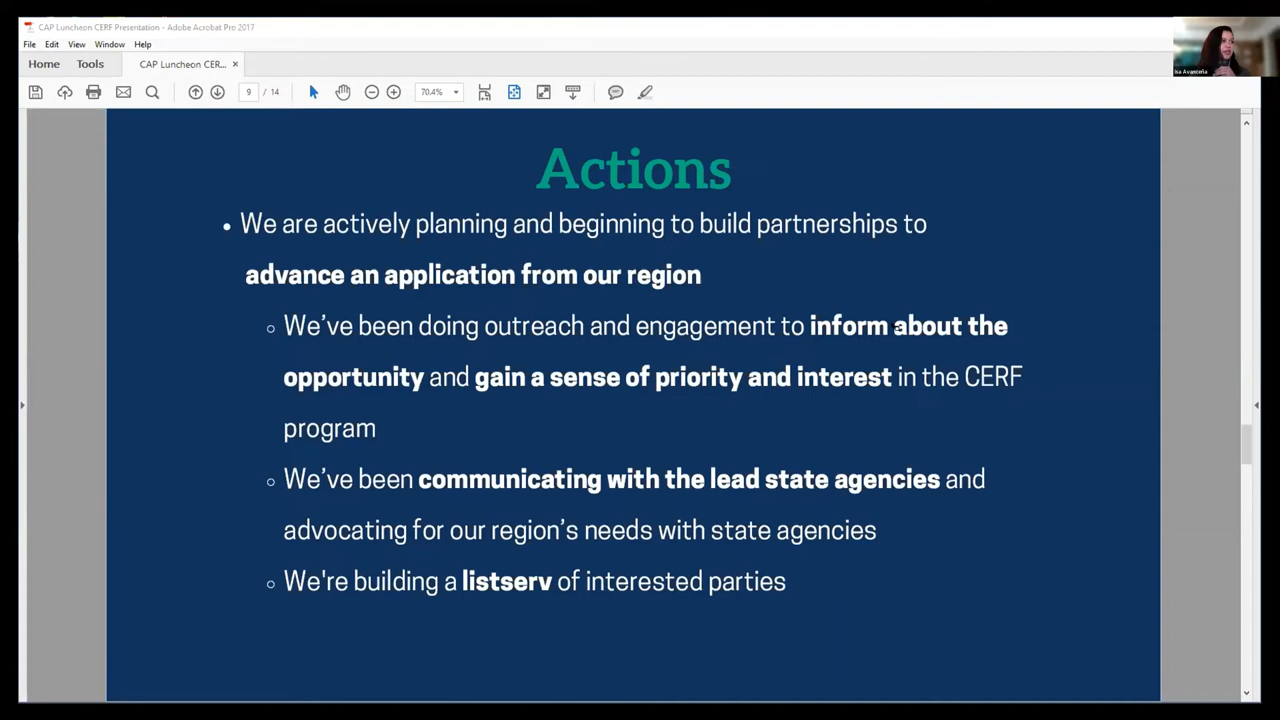 CAP Luncheon CERF Presentation - Adobe Acrobat Pro 2017
File Edit View Window Help
Home Tools CAP Luncheon CER... ×
9 / 14 70.4%
Isa Avanceña
Actions
• We are actively planning and beginning to build partnerships to
advance an application from our region
○ We've been doing outreach and engagement to inform about the
opportunity and gain a sense of priority and interest in the CERF
program
○ We've been communicating with the lead state agencies and
advocating for our region's needs with state agencies
○ We're building a listserv of interested parties